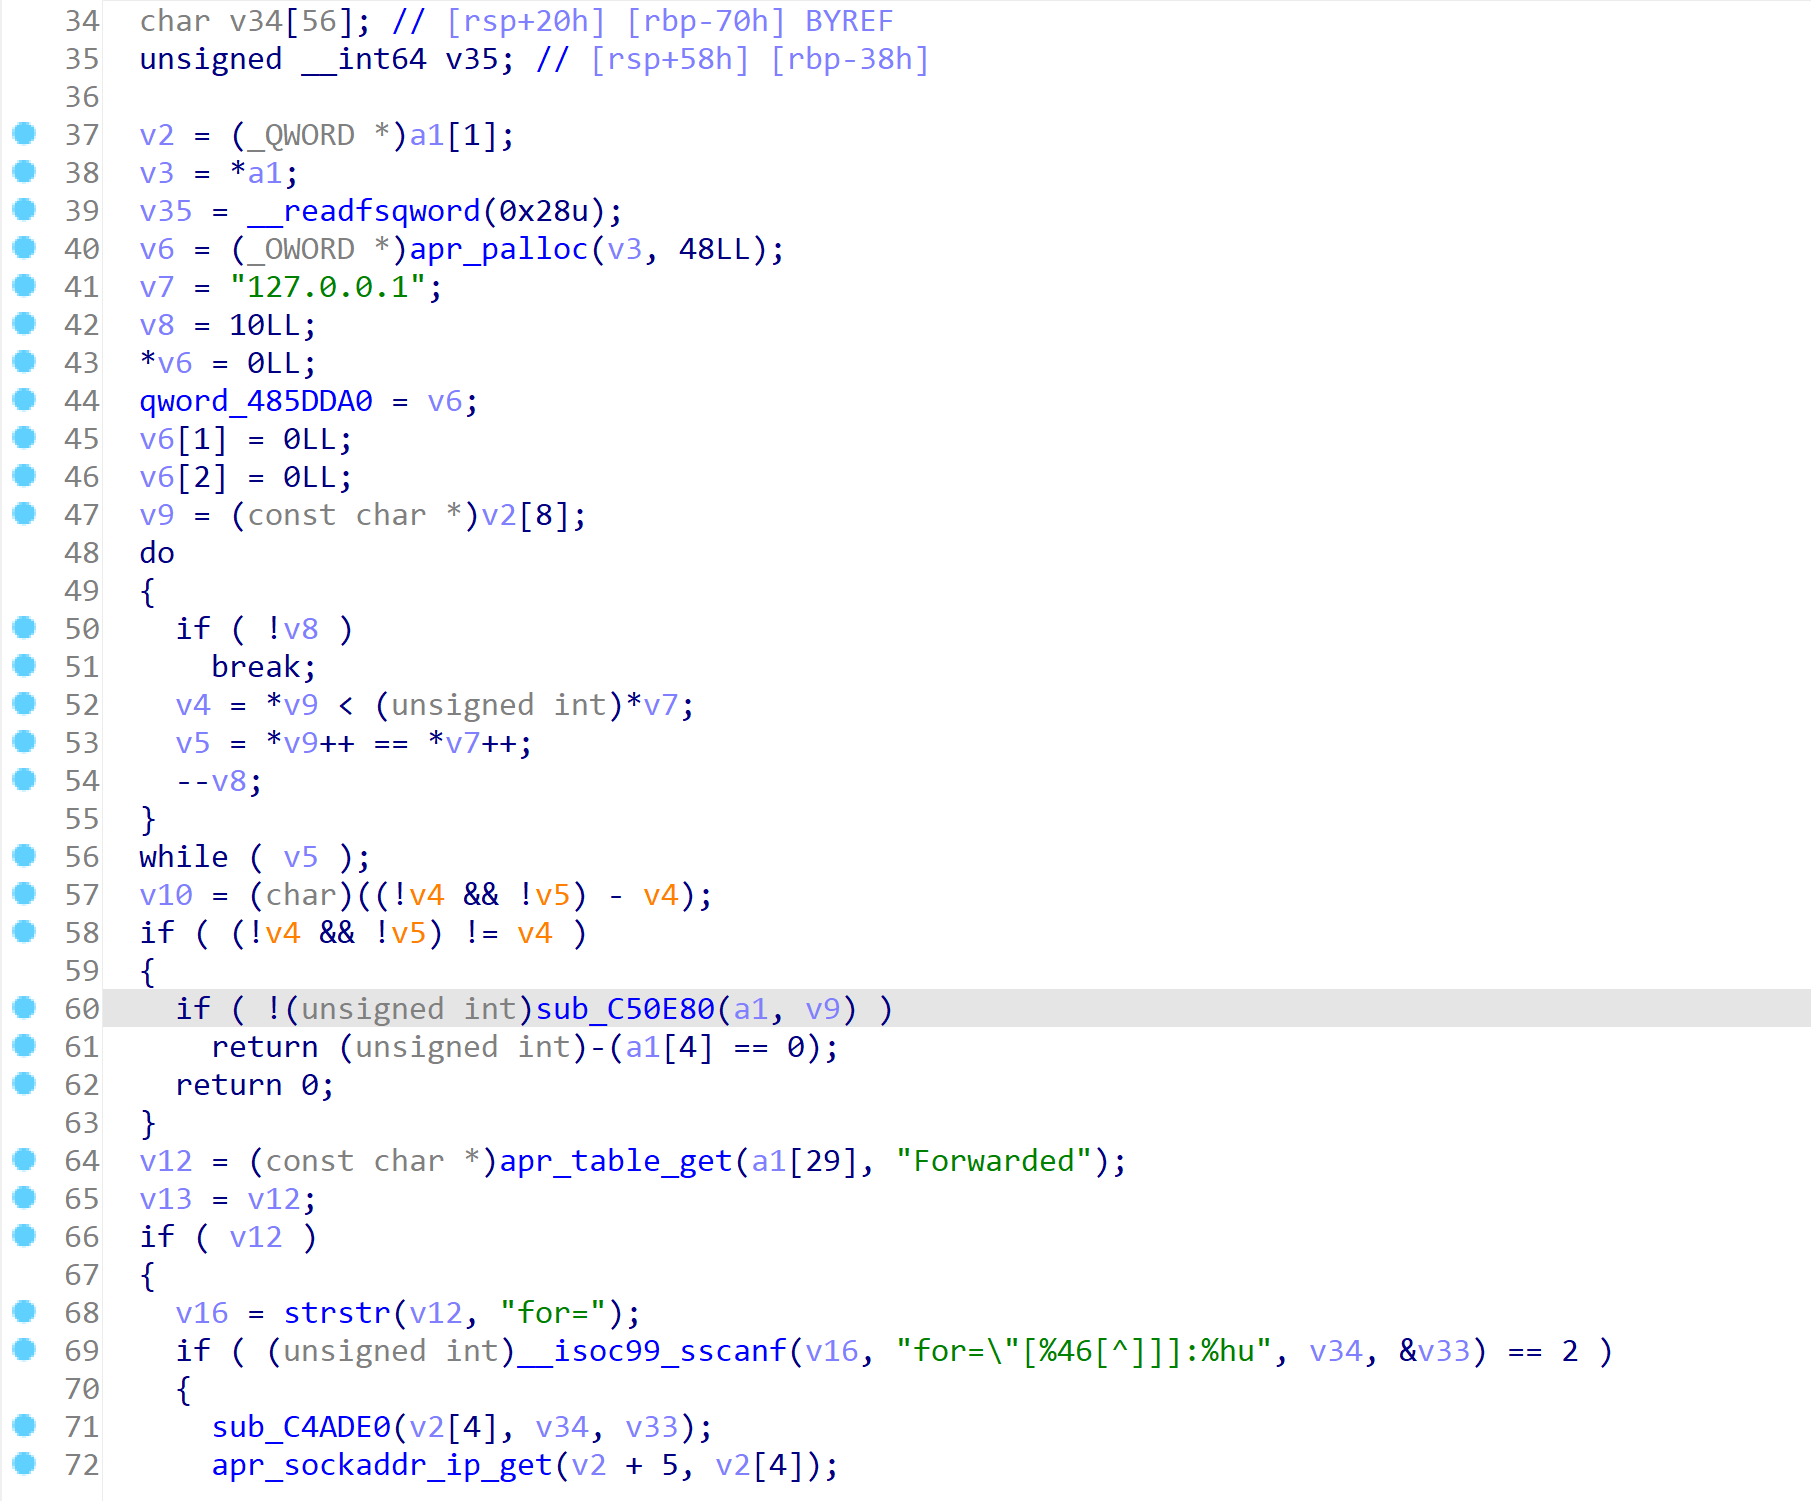 34 char v34[56]; // [rsp+20h] [rbp-70h] BYREF
35 unsigned __int64 v35; // [rsp+58h] [rbp-38h]
36
37 v2 = (_QWORD *)a1[1];
38 v3 = *a1;
39 v35 = __readfsqword(0x28u);
40 v6 = (_OWORD *)apr_palloc(v3, 48LL);
41 v7 = "127.0.0.1";
42 v8 = 10LL;
43 *v6 = 0LL;
44 qword_485DDA0 = v6;
45 v6[1] = 0LL;
46 v6[2] = 0LL;
47 v9 = (const char *)v2[8];
48 do
49 {
50 if ( !v8 )
51 break;
52 v4 = *v9 < (unsigned int)*v7;
53 v5 = *v9++ == *v7++;
54 --v8;
55 }
56 while ( v5 );
57 v10 = (char)((!v4 && !v5) - v4);
58 if ( (!v4 && !v5) != v4 )
59 {
60 if ( !(unsigned int)sub_C50E80(a1, v9) )
61 return (unsigned int)-(a1[4] == 0);
62 return 0;
63 }
64 v12 = (const char *)apr_table_get(a1[29], "Forwarded");
65 v13 = v12;
66 if ( v12 )
67 {
68 v16 = strstr(v12, "for=");
69 if ( (unsigned int)__isoc99_sscanf(v16, "for=\"[%46[^]]]:%hu", v34, &v33) == 2 )
70 {
71 sub_C4ADE0(v2[4], v34, v33);
72 apr_sockaddr_ip_get(v2 + 5, v2[4]);